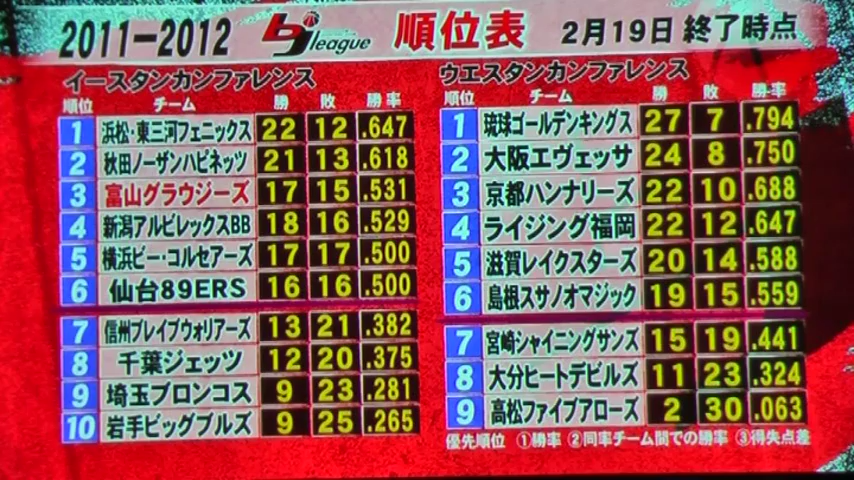 2011-2012 bj league 順位表 2月19日 終了時点
イースタンカンファレンス
順位 チーム 勝 敗 勝率
1 浜松・東三河フェニックス 22 12 .647
2 秋田ノーザンハピネッツ 21 13 .618
3 富山グラウジーズ 17 15 .531
4 新潟アルビレックスBB 18 16 .529
5 横浜ビー・コルセアーズ 17 17 .500
6 仙台89ERS 16 16 .500
7 信州ブレイブウォリアーズ 13 21 .382
8 千葉ジェッツ 12 20 .375
9 埼玉ブロンコス 9 23 .281
10 岩手ビッグブルズ 9 25 .265
ウエスタンカンファレンス
順位 チーム 勝 敗 勝率
1 琉球ゴールデンキングス 27 7 .794
2 大阪エヴェッサ 24 8 .750
3 京都ハンナリーズ 22 10 .688
4 ライジング福岡 22 12 .647
5 滋賀レイクスターズ 20 14 .588
6 島根スサノオマジック 19 15 .559
7 宮崎シャイニングサンズ 15 19 .441
8 大分ヒートデビルズ 11 23 .324
9 高松ファイブアローズ 2 30 .063
優先順位 ①勝率 ②同率チーム間での勝率 ③得失点差